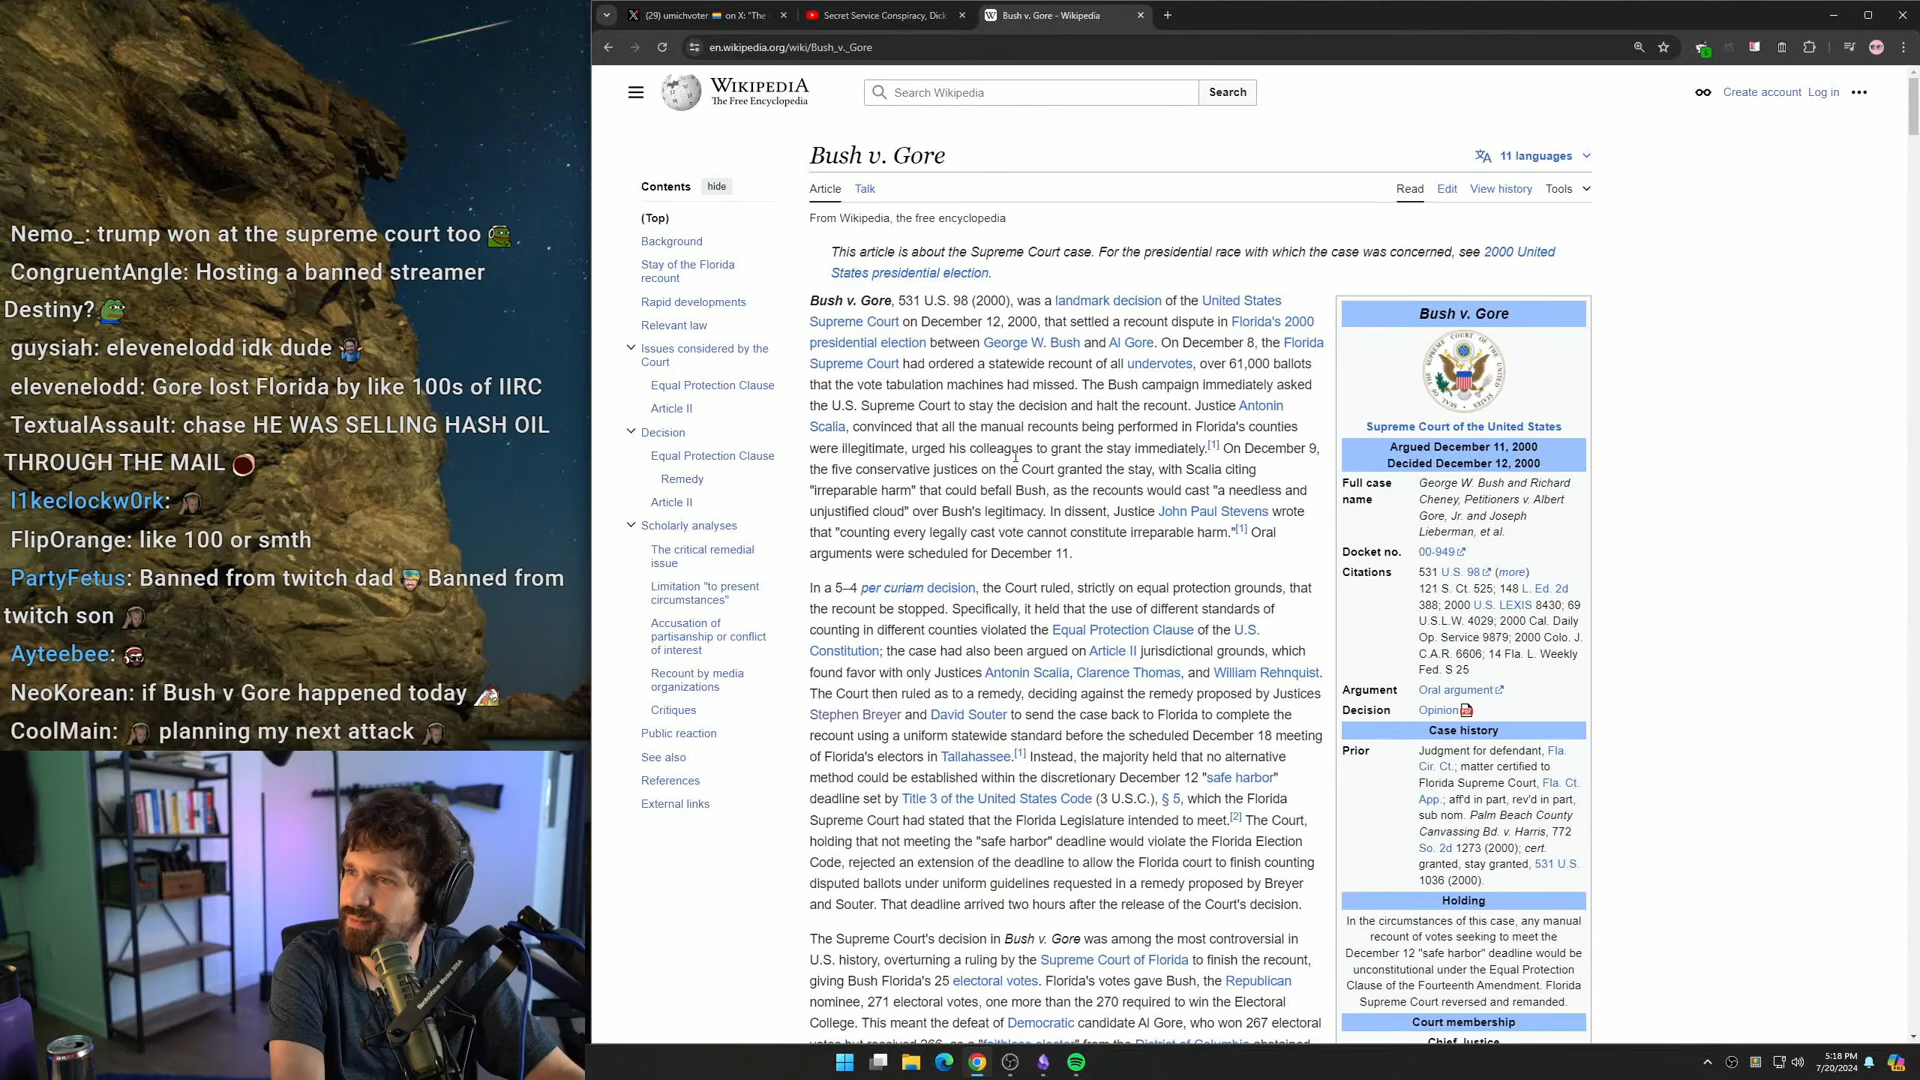 (29) umichvoter 🏳️‍🌈 on X: "The
Secret Service Conspiracy, Dick
Bush v. Gore - Wikipedia
en.wikipedia.org/wiki/Bush_v._Gore
WIKIPEDIA
The Free Encyclopedia
Search Wikipedia
Search
Create account
Log in
Nemo_: trump won at the supreme court too
CongruentAngle: Hosting a banned streamer
Destiny?
guysiah: elevenelodd idk dude
elevenelodd: Gore lost Florida by like 100s of IIRC
TextualAssault: chase HE WAS SELLING HASH OIL
THROUGH THE MAIL
l1keclockw0rk:
FlipOrange: like 100 or smth
PartyFetus: Banned from twitch dad Banned from
twitch son
Ayteebee:
NeoKorean: if Bush v Gore happened today
CoolMain: planning my next attack
Contents
hide
(Top)
Background
Stay of the Florida
recount
Rapid developments
Relevant law
Issues considered by the
Court
Equal Protection Clause
Article II
Decision
Equal Protection Clause
Remedy
Article II
Scholarly analyses
The critical remedial
issue
Limitation "to present
circumstances"
Accusation of
partisanship or conflict
of interest
Recount by media
organizations
Critiques
Public reaction
See also
References
External links
Bush v. Gore
11 languages
Article
Talk
Read
Edit
View history
Tools
From Wikipedia, the free encyclopedia
This article is about the Supreme Court case. For the presidential race with which the case was concerned, see 2000 United
States presidential election.
Bush v. Gore, 531 U.S. 98 (2000), was a landmark decision of the United States
Supreme Court on December 12, 2000, that settled a recount dispute in Florida's 2000
presidential election between George W. Bush and Al Gore. On December 8, the Florida
Supreme Court had ordered a statewide recount of all undervotes, over 61,000 ballots
that the vote tabulation machines had missed. The Bush campaign immediately asked
the U.S. Supreme Court to stay the decision and halt the recount. Justice Antonin
Scalia, convinced that all the manual recounts being performed in Florida's counties
were illegitimate, urged his colleagues to grant the stay immediately.[1] On December 9,
the five conservative justices on the Court granted the stay, with Scalia citing
"irreparable harm" that could befall Bush, as the recounts would cast "a needless and
unjustified cloud" over Bush's legitimacy. In dissent, Justice John Paul Stevens wrote
that "counting every legally cast vote cannot constitute irreparable harm."[1] Oral
arguments were scheduled for December 11.
In a 5–4 per curiam decision, the Court ruled, strictly on equal protection grounds, that
the recount be stopped. Specifically, it held that the use of different standards of
counting in different counties violated the Equal Protection Clause of the U.S.
Constitution; the case had also been argued on Article II jurisdictional grounds, which
found favor with only Justices Antonin Scalia, Clarence Thomas, and William Rehnquist.
The Court then ruled as to a remedy, deciding against the remedy proposed by Justices
Stephen Breyer and David Souter to send the case back to Florida to complete the
recount using a uniform statewide standard before the scheduled December 18 meeting
of Florida's electors in Tallahassee.[1] Instead, the majority held that no alternative
method could be established within the discretionary December 12 "safe harbor"
deadline set by Title 3 of the United States Code (3 U.S.C.), § 5, which the Florida
Supreme Court had stated that the Florida Legislature intended to meet.[2] The Court,
holding that not meeting the "safe harbor" deadline would violate the Florida Election
Code, rejected an extension of the deadline to allow the Florida court to finish counting
disputed ballots under uniform guidelines requested in a remedy proposed by Breyer
and Souter. That deadline arrived two hours after the release of the Court's decision.
The Supreme Court's decision in Bush v. Gore was among the most controversial in
U.S. history, overturning a ruling by the Supreme Court of Florida to finish the recount,
giving Bush Florida's 25 electoral votes. Florida's votes gave Bush, the Republican
nominee, 271 electoral votes, one more than the 270 required to win the Electoral
College. This meant the defeat of Democratic candidate Al Gore, who won 267 electoral
votes but received 266, as a "faithless elector" from the District of Columbia abstained
Bush v. Gore
Supreme Court of the United States
Argued December 11, 2000
Decided December 12, 2000
Full case
name
George W. Bush and Richard
Cheney, Petitioners v. Albert
Gore, Jr. and Joseph
Lieberman, et al.
Docket no.
00-949
Citations
531 U.S. 98 (more)
121 S. Ct. 525; 148 L. Ed. 2d
388; 2000 U.S. LEXIS 8430; 69
U.S.L.W. 4029; 2000 Cal. Daily
Op. Service 9879; 2000 Colo. J.
C.A.R. 6606; 14 Fla. L. Weekly
Fed. S 25
Argument
Oral argument
Decision
Opinion
Case history
Prior
Judgment for defendant, Fla.
Cir. Ct.; matter certified to
Florida Supreme Court, Fla. Ct.
App.; aff'd in part, rev'd in part,
sub nom. Palm Beach County
Canvassing Bd. v. Harris, 772
So. 2d 1273 (2000); cert.
granted, stay granted, 531 U.S.
1036 (2000).
Holding
In the circumstances of this case, any manual
recount of votes seeking to meet the
December 12 "safe harbor" deadline would be
unconstitutional under the Equal Protection
Clause of the Fourteenth Amendment. Florida
Supreme Court reversed and remanded.
Court membership
Chief Justice
5:18 PM
7/20/2024